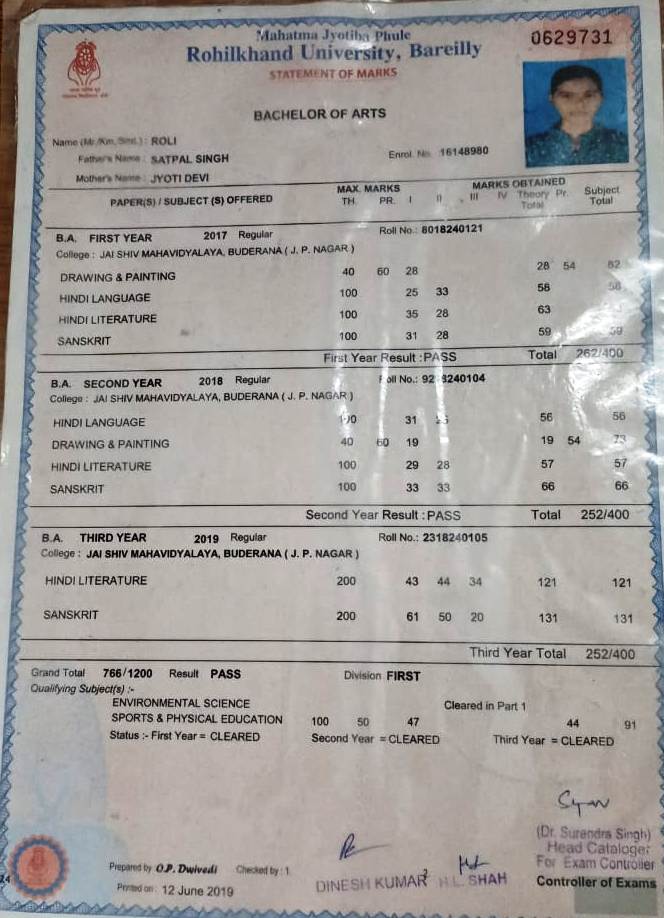 Mahatma Jyotiba Phule
Rohilkhand University, Bareilly
STATEMENT OF MARKS
0629731
BACHELOR OF ARTS
Name (Mr./Km. Smt.) : ROLI
Father's Name : SATPAL SINGH
Enrol. No. 16148980
Mother's Name : JYOTI DEVI
PAPER(S) / SUBJECT (S) OFFERED MAX. MARKS TH. PR. MARKS OBTAINED I II III IV Theory Total Pr. Subject Total
B.A. FIRST YEAR 2017 Regular Roll No.: 8018240121
College : JAI SHIV MAHAVIDYALAYA, BUDERANA ( J. P. NAGAR )
DRAWING & PAINTING 40 60 28 28 54 82
HINDI LANGUAGE 100 25 33 58 58
HINDI LITERATURE 100 35 28 63
SANSKRIT 100 31 28 59 59
First Year Result : PASS Total 262/400
B.A. SECOND YEAR 2018 Regular Roll No.: 8240104
College : JAI SHIV MAHAVIDYALAYA, BUDERANA ( J. P. NAGAR )
HINDI LANGUAGE 100 31 56 56
DRAWING & PAINTING 40 60 19 19 54 73
HINDI LITERATURE 100 29 28 57 57
SANSKRIT 100 33 33 66 66
Second Year Result : PASS Total 252/400
B.A. THIRD YEAR 2019 Regular Roll No.: 2318240105
College : JAI SHIV MAHAVIDYALAYA, BUDERANA ( J. P. NAGAR )
HINDI LITERATURE 200 43 44 34 121 121
SANSKRIT 200 61 50 20 131 131
Third Year Total 252/400
Grand Total 766/1200 Result PASS Division FIRST
Qualifying Subject(s) :-
ENVIRONMENTAL SCIENCE Cleared in Part 1
SPORTS & PHYSICAL EDUCATION 100 50 47 44 91
Status :- First Year = CLEARED Second Year = CLEARED Third Year = CLEARED
(Dr. Surendra Singh)
Head Cataloger
For Exam Controller
Controller of Exams
Prepared by O.P. Dwivedi Checked by : 1. DINESH KUMAR 2 H.L. SHAH
Printed on : 12 June 2019